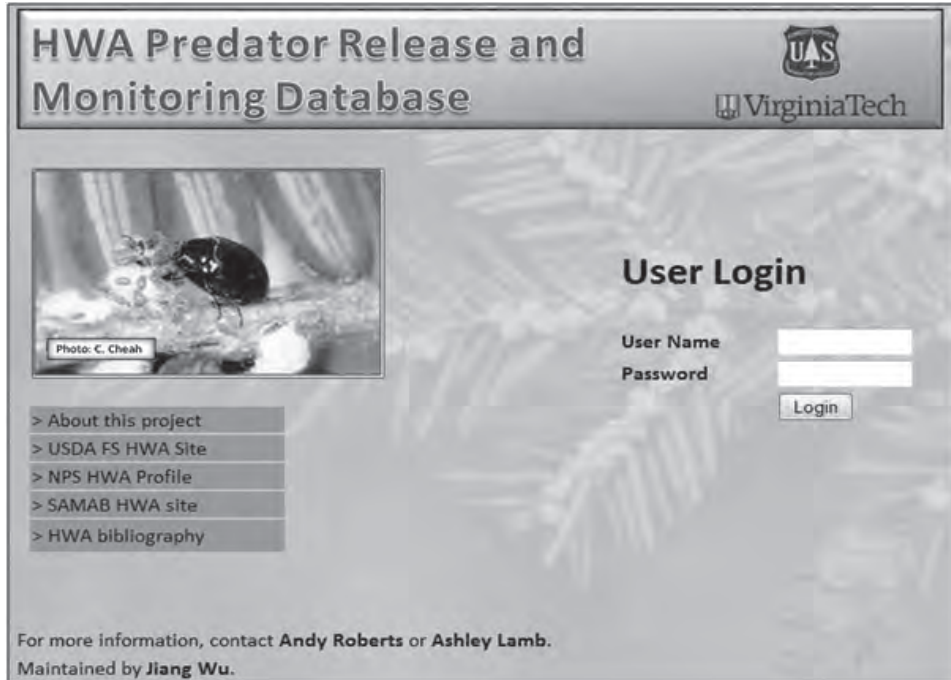 HWA Predator Release and
Monitoring Database
UAS
VirginiaTech
Photo: C. Cheah
User Login
User Name
Password
Login
> About this project
> USDA FS HWA Site
> NPS HWA Profile
> SAMAB HWA site
> HWA bibliography
For more information, contact Andy Roberts or Ashley Lamb.
Maintained by Jiang Wu.